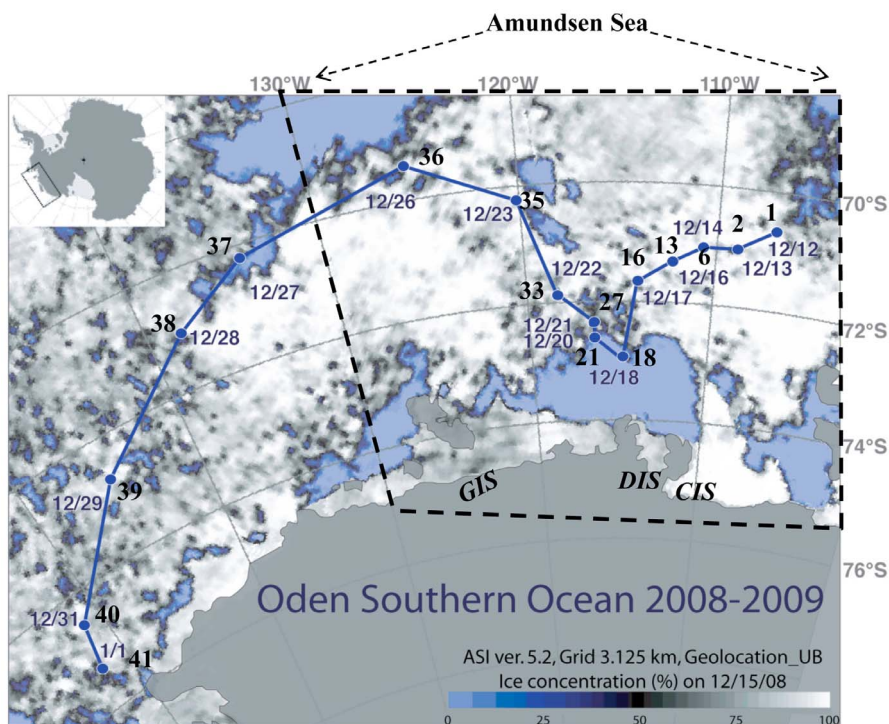 Amundsen Sea
130°W
120°W
110°W
36
12/26
35
12/23
70°S
1
12/12
2
12/13
12/14
6
12/16
13
16
12/17
37
12/27
12/22
33
27
12/21
12/20
21
18
12/18
72°S
38
12/28
74°S
39
12/29
GIS
DIS
CIS
76°S
Oden Southern Ocean 2008-2009
40
12/31
1/1
41
ASI ver. 5.2, Grid 3.125 km, Geolocation_UB
Ice concentration (%) on 12/15/08
0 25 50 75 100